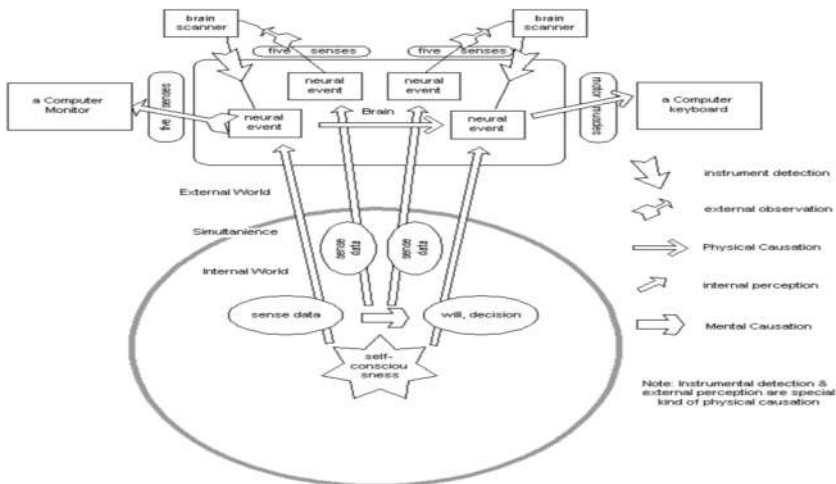 brain
scanner
brain
scanner
five senses
five senses
a Computer
Monitor
five senses
neural
event
neural
event
neural
event
Brain
neural
event
motor muscles
a Computer
keyboard
External World
Simultanience
Internal World
sense
data
sense
data
sense data
will, decision
self-
consciou
sness
instrument detection
external observation
Physical Causation
internal perception
Mental Causation
Note: Instrumental detection &
external perception are special
kind of physical causation